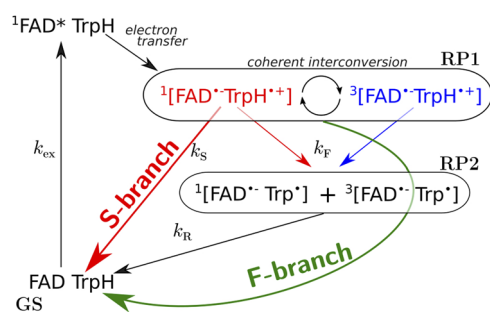 ¹FAD* TrpH
electron
transfer
RP1
coherent interconversion
¹[FAD•-TrpH•+]
³[FAD•-TrpH•+]
k_ex
k_S
k_F
S-branch
RP2
¹[FAD•- Trp•] + ³[FAD•- Trp•]
k_R
F-branch
FAD TrpH
GS